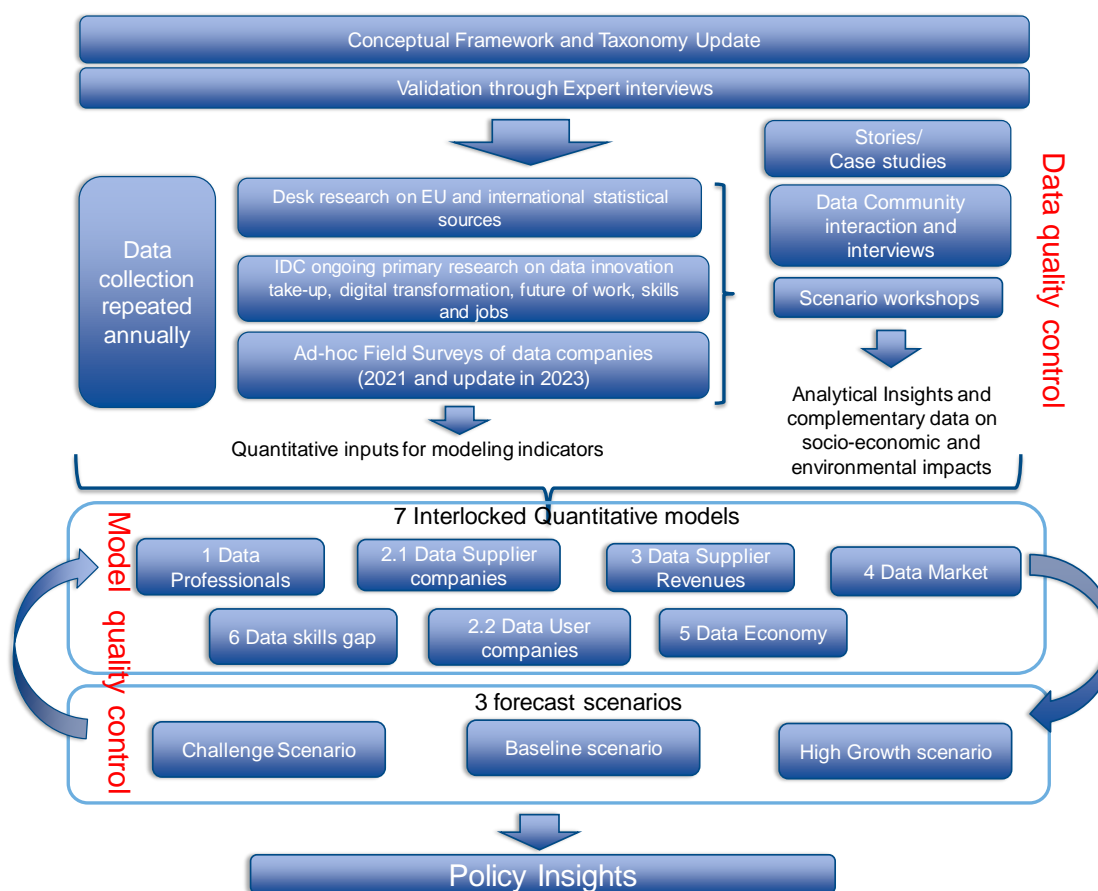 Conceptual Framework and Taxonomy Update
Validation through Expert interviews
Data
collection
repeated
annually
Desk research on EU and international statistical
sources
IDC ongoing primary research on data innovation
take-up, digital transformation, future of work, skills
and jobs
Ad-hoc Field Surveys of data companies
(2021 and update in 2023)
Quantitative inputs for modeling indicators
Stories/
Case studies
Data Community
interaction and
interviews
Scenario workshops
Analytical Insights and
complementary data on
socio-economic and
environmental impacts
Data quality control
7 Interlocked Quantitative models
1 Data
Professionals
2.1 Data Supplier
companies
3 Data Supplier
Revenues
4 Data Market
6 Data skills gap
2.2 Data User
companies
5 Data Economy
Model quality control
3 forecast scenarios
Challenge Scenario
Baseline scenario
High Growth scenario
Policy Insights